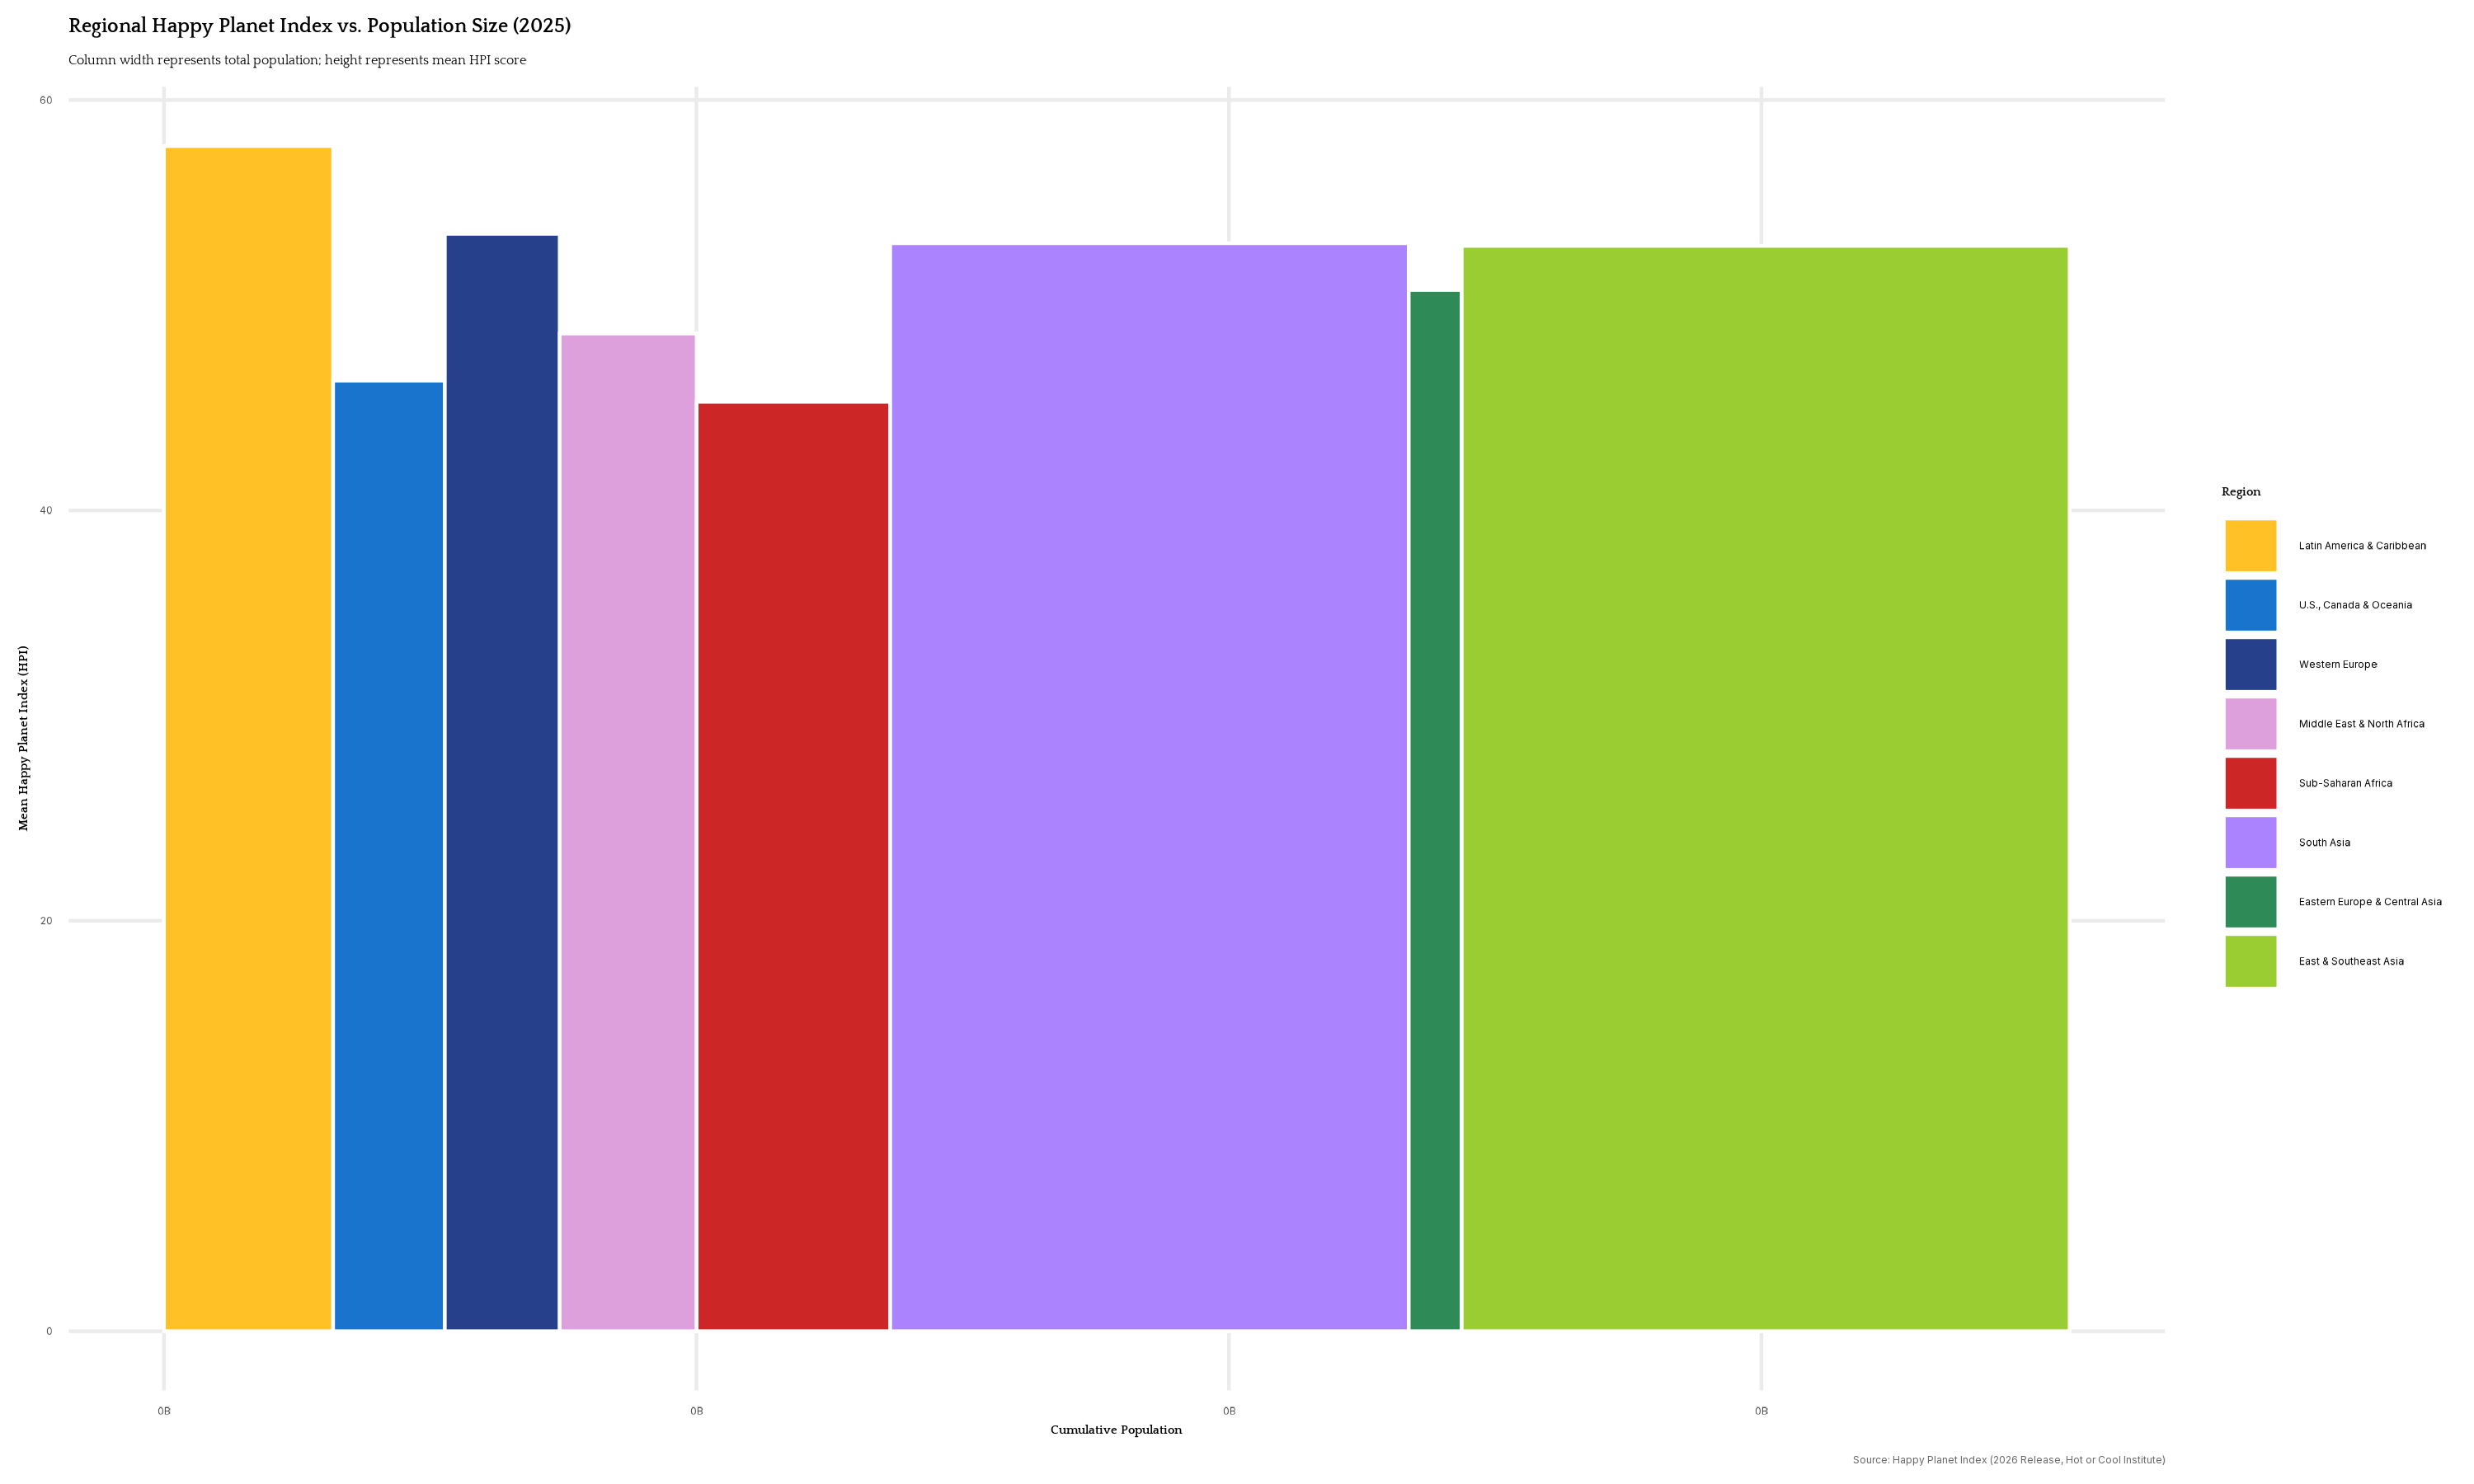 Regional Happy Planet Index vs. Population Size (2025)
Column width represents total population; height represents mean HPI score
60
40
20
0
Mean Happy Planet Index (HPI)
0B
0B
0B
0B
Cumulative Population
Region
Latin America & Caribbean
U.S., Canada & Oceania
Western Europe
Middle East & North Africa
Sub-Saharan Africa
South Asia
Eastern Europe & Central Asia
East & Southeast Asia
Source: Happy Planet Index (2026 Release, Hot or Cool Institute)